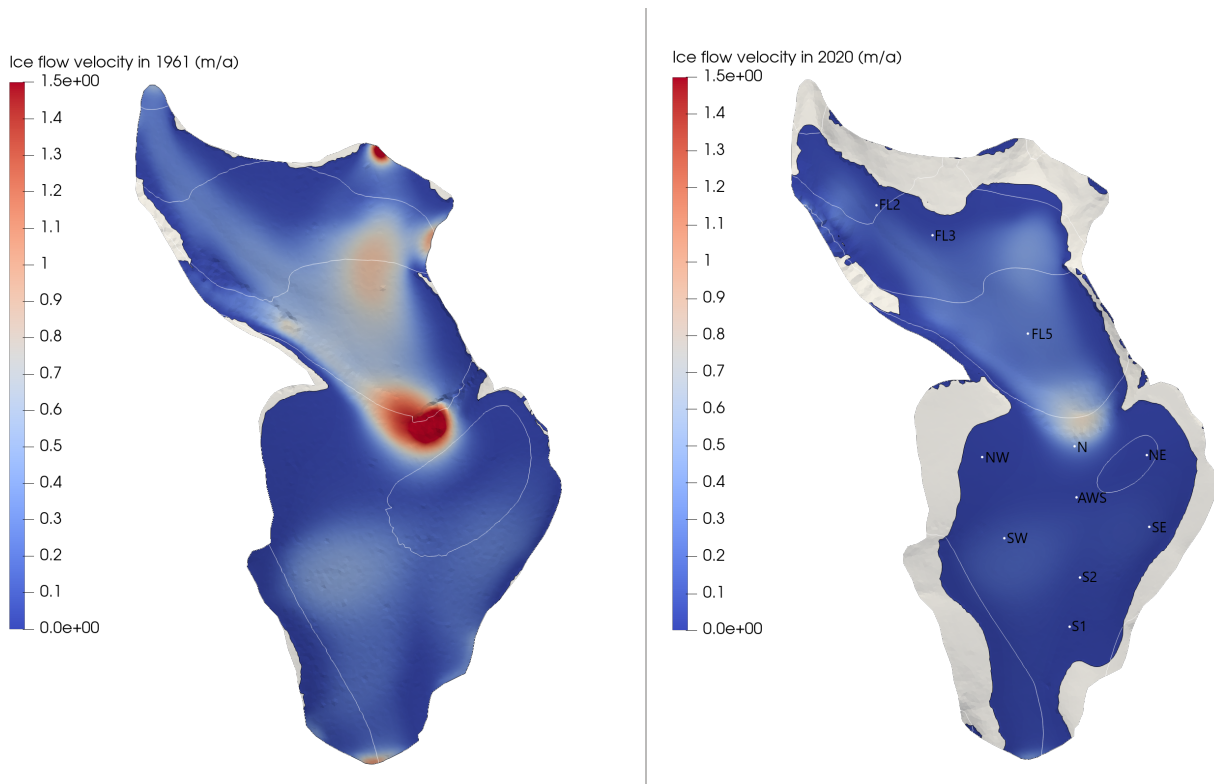 Ice flow velocity in 1961 (m/a)
1.5e+00
1.4
1.3
1.2
1.1
1
0.9
0.8
0.7
0.6
0.5
0.4
0.3
0.2
0.1
0.0e+00
Ice flow velocity in 2020 (m/a)
1.5e+00
1.4
1.3
1.2
1.1
1
0.9
0.8
0.7
0.6
0.5
0.4
0.3
0.2
0.1
0.0e+00
FL2
FL3
FL5
N
NW
NE
AWS
SE
SW
S2
S1